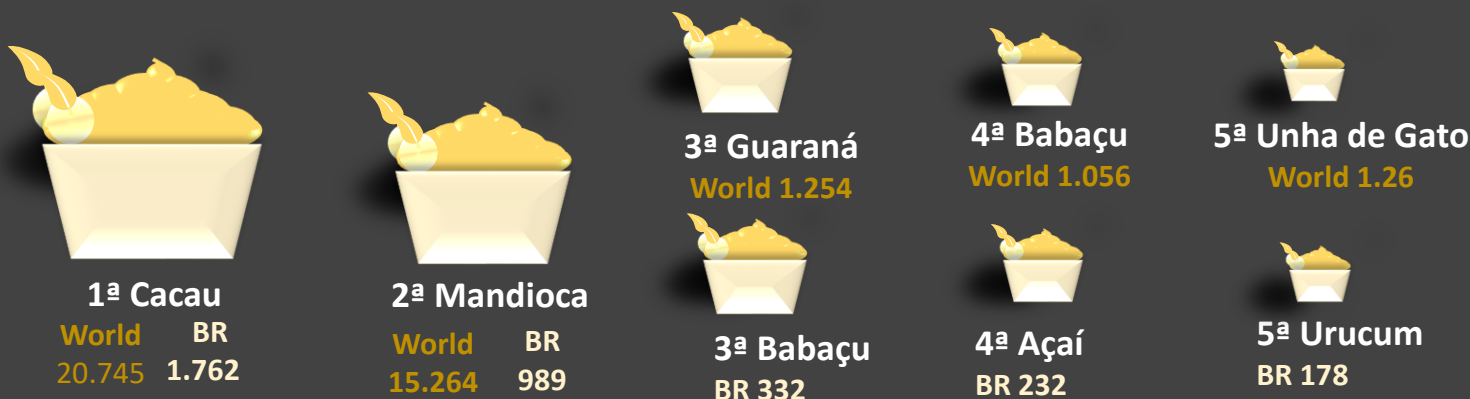 1ª Cacau
World BR
20.745 1.762
2ª Mandioca
World BR
15.264 989
3ª Guaraná
World 1.254
4ª Babaçu
World 1.056
5ª Unha de Gato
World 1.26
3ª Babaçu
BR 332
4ª Açaí
BR 232
5ª Urucum
BR 178